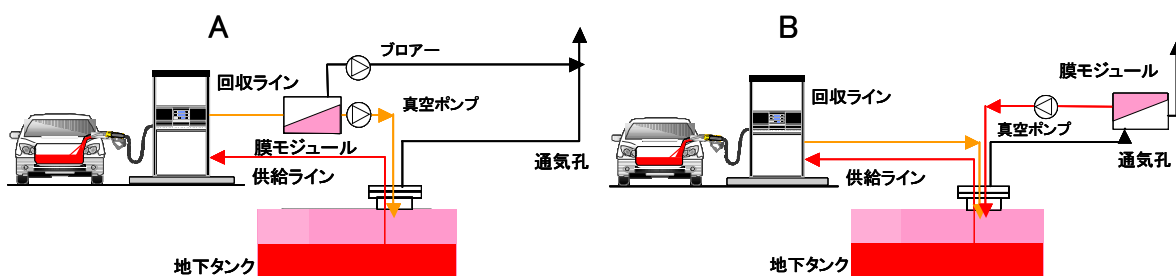 A
ブロアー
回収ライン
真空ポンプ
膜モジュール
供給ライン
通気孔
地下タンク
B
膜モジュール
回収ライン
真空ポンプ
通気孔
供給ライン
地下タンク